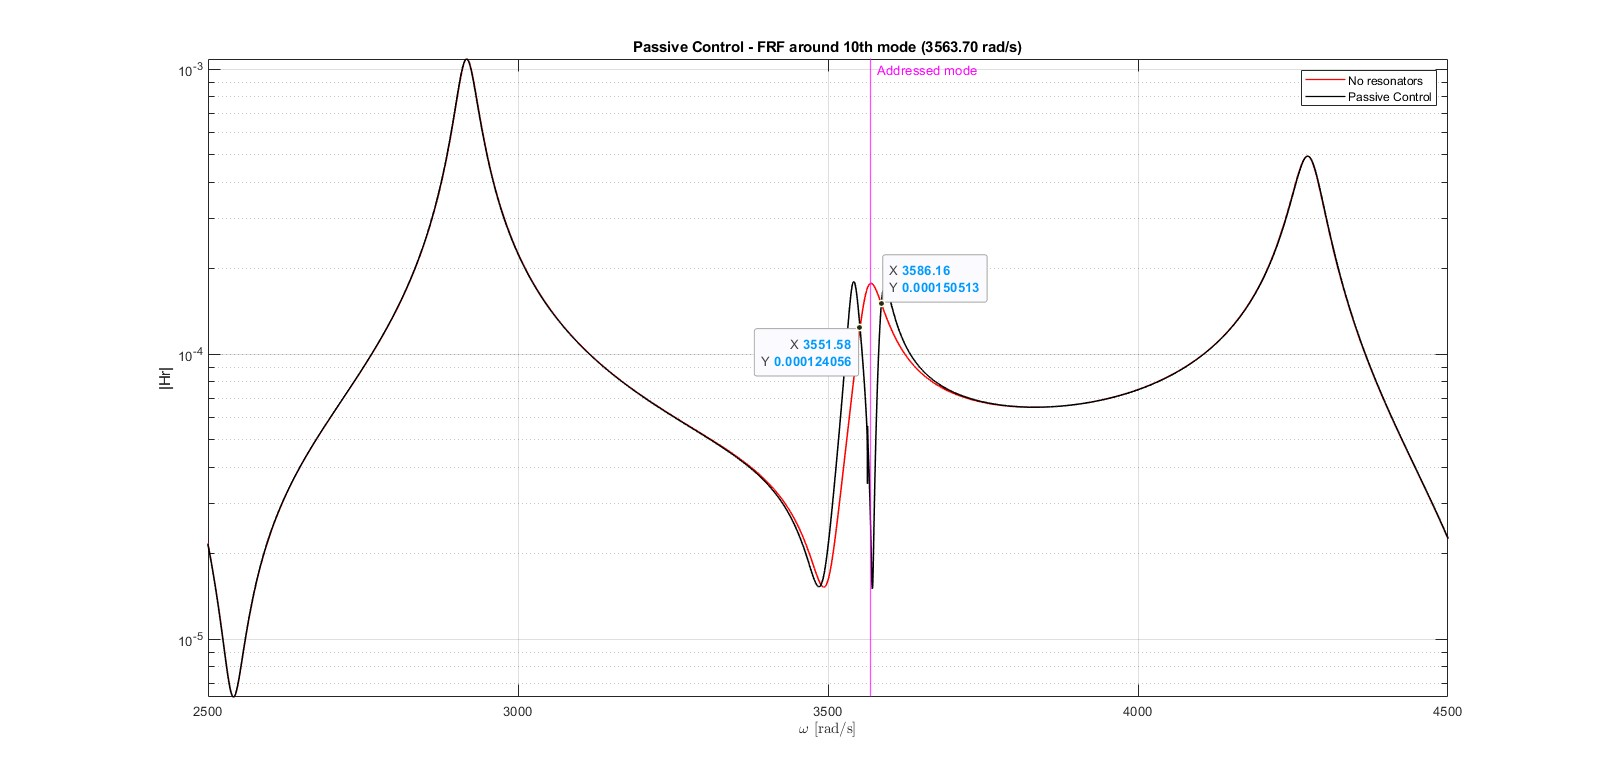 Passive Control - FRF around 10th mode (3563.70 rad/s)
Addressed mode
No resonators
Passive Control
10-3
10-4
10-5
|Hr|
X 3586.16
Y 0.000150513
X 3551.58
Y 0.000124056
2500
3000
3500
4000
4500
ω [rad/s]